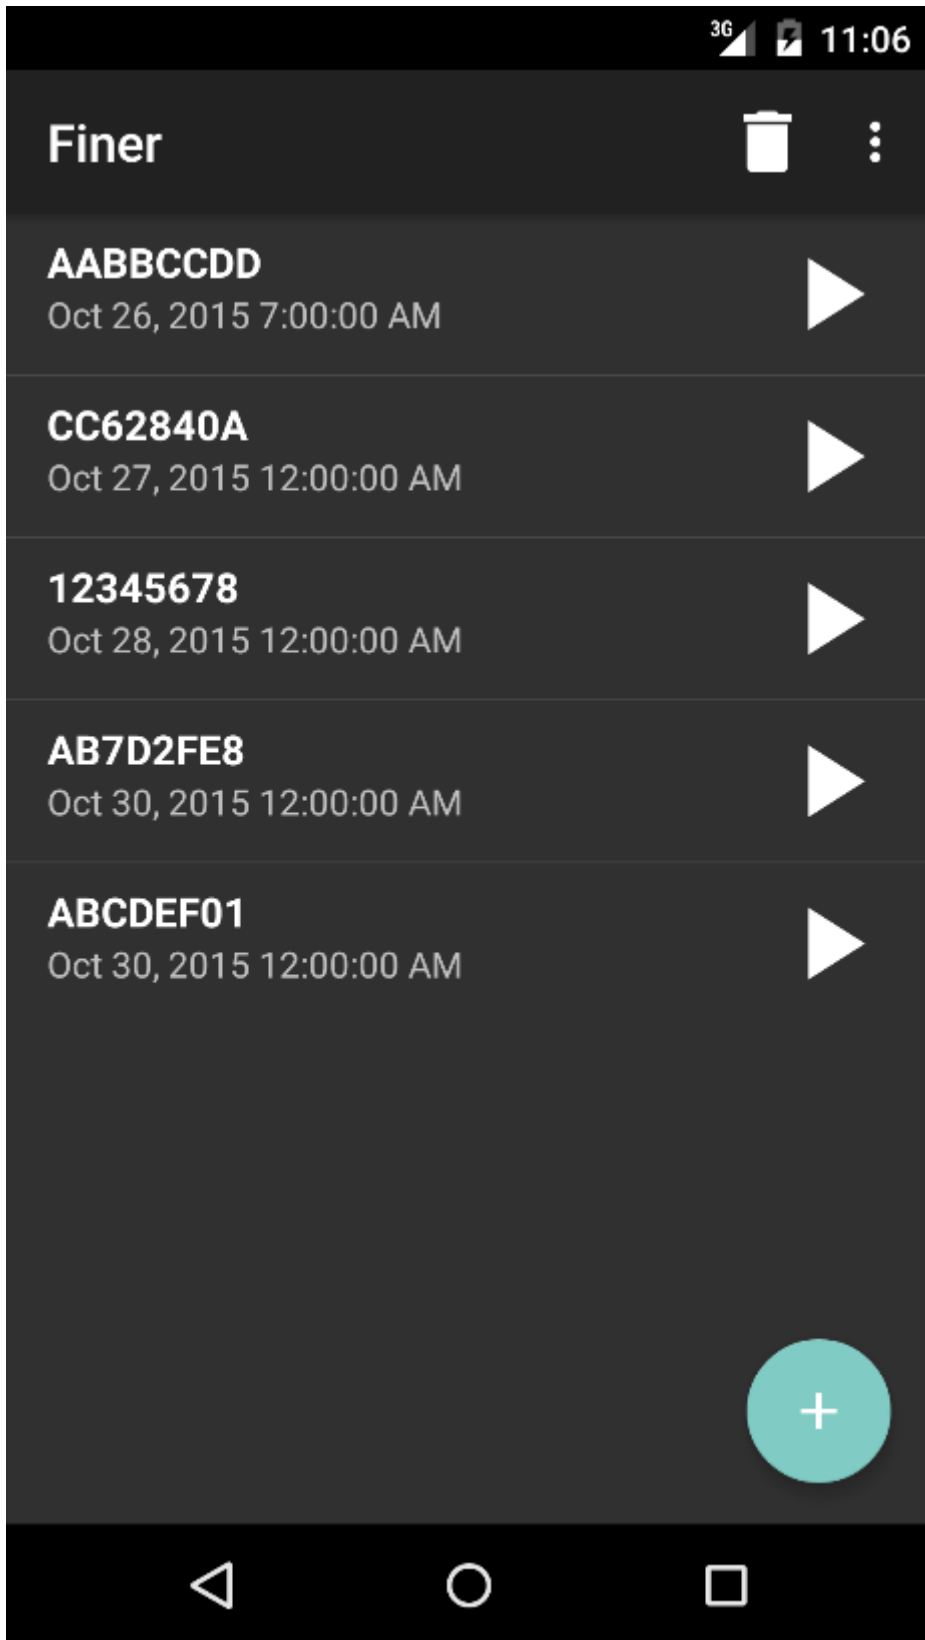 3G 11:06
Finer
AABBCCDD
Oct 26, 2015 7:00:00 AM
CC62840A
Oct 27, 2015 12:00:00 AM
12345678
Oct 28, 2015 12:00:00 AM
AB7D2FE8
Oct 30, 2015 12:00:00 AM
ABCDEF01
Oct 30, 2015 12:00:00 AM
+